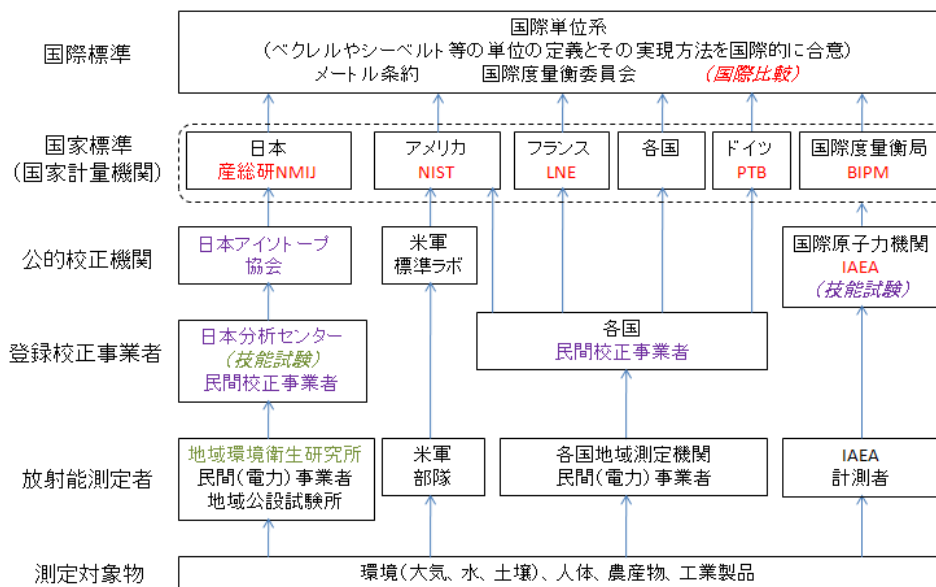 国際標準
国際単位系
(ベクレルやシーベルト等の単位の定義とその実現方法を国際的に合意)
メートル条約 国際度量衡委員会 (国際比較)
国家標準
(国家計量機関)
日本
産総研NMIJ
アメリカ
NIST
フランス
LNE
各国
ドイツ
PTB
国際度量衡局
BIPM
公的校正機関
日本アイソトープ
協会
米軍
標準ラボ
国際原子力機関
IAEA
(技能試験)
登録校正事業者
日本分析センター
(技能試験)
民間校正事業者
各国
民間校正事業者
放射能測定者
地域環境衛生研究所
民間(電力)事業者
地域公設試験所
米軍
部隊
各国地域測定機関
民間(電力)事業者
IAEA
計測者
測定対象物
環境(大気、水、土壌)、人体、農産物、工業製品